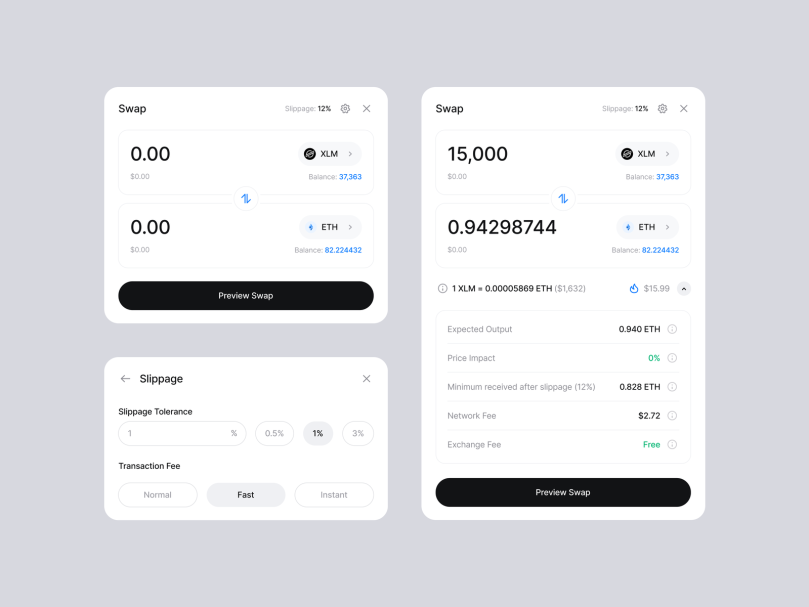 Swap
Slippage: 12%
0.00
XLM
$0.00
Balance: 37,363
0.00
ETH
$0.00
Balance: 82.224432
Preview Swap
Slippage
Slippage Tolerance
1 %
0.5%
1%
3%
Transaction Fee
Normal
Fast
Instant
Swap
Slippage: 12%
15,000
XLM
$0.00
Balance: 37,363
0.94298744
ETH
$0.00
Balance: 82.224432
1 XLM = 0.00005869 ETH ($1,632)
$15.99
Expected Output
0.940 ETH
Price Impact
0%
Minimum received after slippage (12%)
0.828 ETH
Network Fee
$2.72
Exchange Fee
Free
Preview Swap